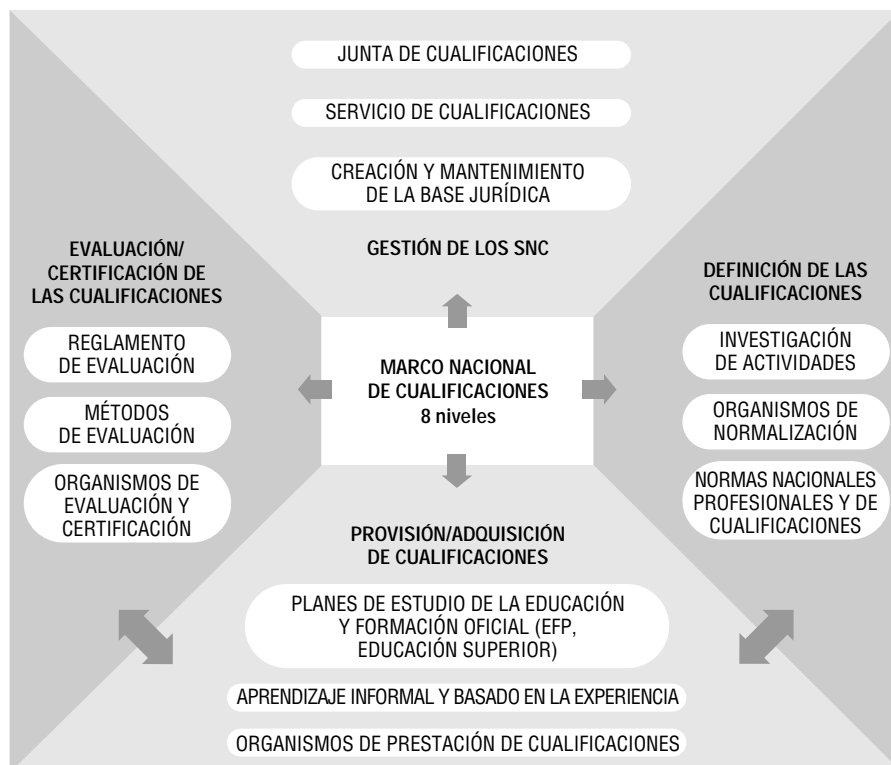 JUNTA DE CUALIFICACIONES
SERVICIO DE CUALIFICACIONES
CREACIÓN Y MANTENIMIENTO
DE LA BASE JURÍDICA
GESTIÓN DE LOS SNC
EVALUACIÓN/
CERTIFICACIÓN DE
LAS CUALIFICACIONES
REGLAMENTO
DE EVALUACIÓN
MÉTODOS
DE EVALUACIÓN
ORGANISMOS DE
EVALUACIÓN Y
CERTIFICACIÓN
MARCO NACIONAL
DE CUALIFICACIONES
8 niveles
DEFINICIÓN DE LAS
CUALIFICACIONES
INVESTIGACIÓN
DE ACTIVIDADES
ORGANISMOS DE
NORMALIZACIÓN
NORMAS NACIONALES
PROFESIONALES Y DE
CUALIFICACIONES
PROVISIÓN/ADQUISICIÓN
DE CUALIFICACIONES
PLANES DE ESTUDIO DE LA EDUCACIÓN
Y FORMACIÓN OFICIAL (EFP,
EDUCACIÓN SUPERIOR)
APRENDIZAJE INFORMAL Y BASADO EN LA EXPERIENCIA
ORGANISMOS DE PRESTACIÓN DE CUALIFICACIONES